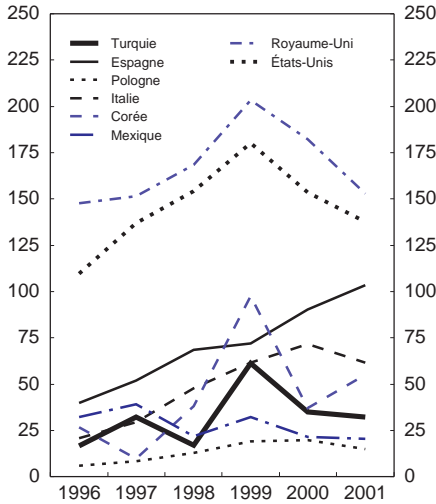 250 250
225 225
200 200
175 175
150 150
125 125
100 100
75 75
50 50
25 25
0 0
Turquie
Espagne
Pologne
Italie
Corée
Mexique
Royaume-Uni
États-Unis
1996 1997 1998 1999 2000 2001